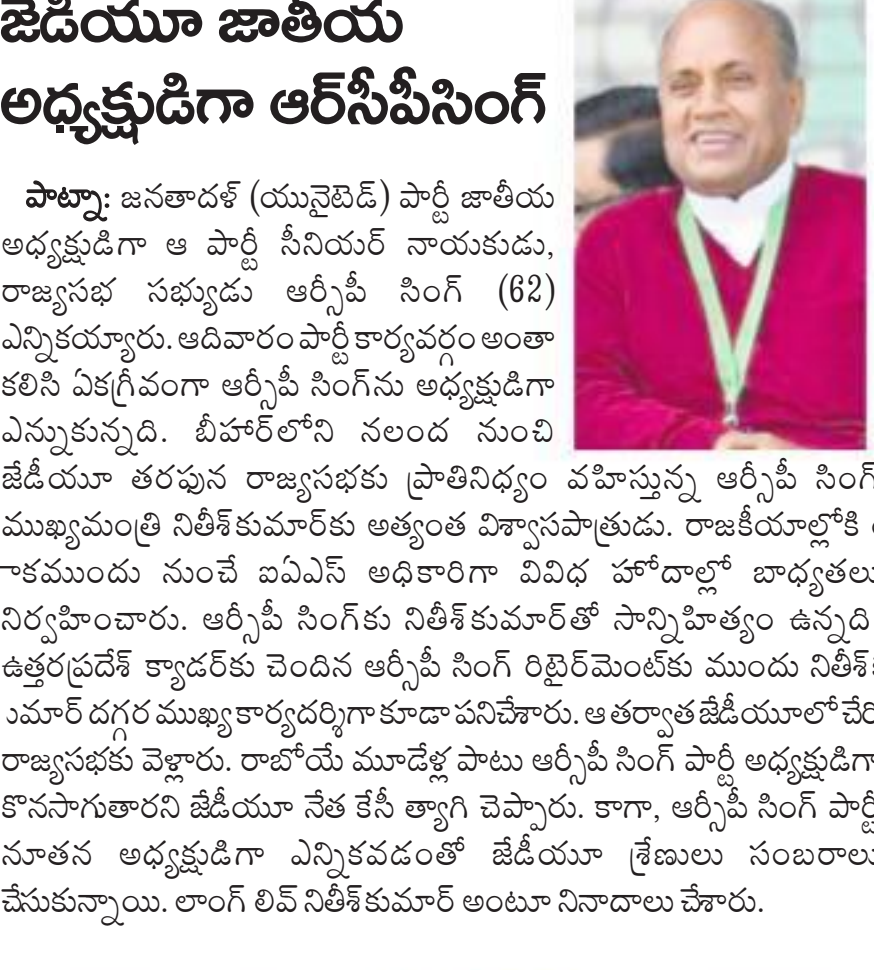 జేడీయూ జాతీయ
అధ్యక్షుడిగా ఆర్‌సీపీసింగ్
పాట్నా: జనతాదళ్ (యునైటెడ్) పార్టీ జాతీయ
అధ్యక్షుడిగా ఆ పార్టీ సీనియర్ నాయకుడు,
రాజ్యసభ సభ్యుడు ఆర్సీపీ సింగ్ (62)
ఎన్నికయ్యారు. ఆదివారం పార్టీ కార్యవర్గం అంతా
కలిసి ఏకగ్రీవంగా ఆర్సీపీ సింగ్‌ను అధ్యక్షుడిగా
ఎన్నుకున్నది. బీహార్‌లోని నలంద నుంచి
జేడీయూ తరఫున రాజ్యసభకు ప్రాతినిధ్యం వహిస్తున్న ఆర్సీపీ సింగ్
ముఖ్యమంత్రి నితీశ్‌కుమార్‌కు అత్యంత విశ్వాసపాత్రుడు. రాజకీయాల్లోకి
ాకముందు నుంచే ఐఏఎస్ అధికారిగా వివిధ హోదాల్లో బాధ్యతలు
నిర్వహించారు. ఆర్సీపీ సింగ్‌కు నితీశ్‌కుమార్‌తో సాన్నిహిత్యం ఉన్నది
ఉత్తరప్రదేశ్ క్యాడర్‌కు చెందిన ఆర్సీపీ సింగ్ రిటైర్‌మెంట్‌కు ముందు నితీశ్‌క
ుమార్ దగ్గర ముఖ్య కార్యదర్శిగా కూడా పనిచేశారు. ఆ తర్వాత జేడీయూలో చేరి
రాజ్యసభకు వెళ్లారు. రాబోయే మూడేళ్ల పాటు ఆర్సీపీ సింగ్ పార్టీ అధ్యక్షుడిగా
కొనసాగుతారని జేడీయూ నేత కేసీ త్యాగి చెప్పారు. కాగా, ఆర్సీపీ సింగ్ పార్టీ
నూతన అధ్యక్షుడిగా ఎన్నికవడంతో జేడీయూ శ్రేణులు సంబరాలు
చేసుకున్నాయి. లాంగ్ లివ్ నితీశ్‌కుమార్ అంటూ నినాదాలు చేశారు.